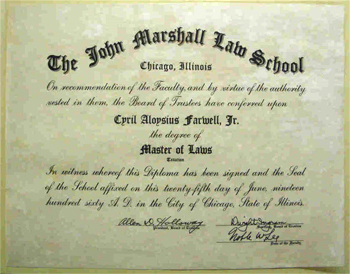 The John Marshall Law School
Chicago, Illinois
On recommendation of the Faculty, and by virtue of the authority
vested in them, the Board of Trustees have conferred upon
Cyril Aloysius Farwell, Jr.
the degree of
Master of Laws
Taxation
In witness whereof this Diploma has been signed and the Seal
of the School affixed on this twenty-fifth day of June, nineteen
hundred sixty A. D. in the City of Chicago, State of Illinois.
Allen D. Holloway
President, Board of Trustees
Noble W. Lee
Dean of the Faculty